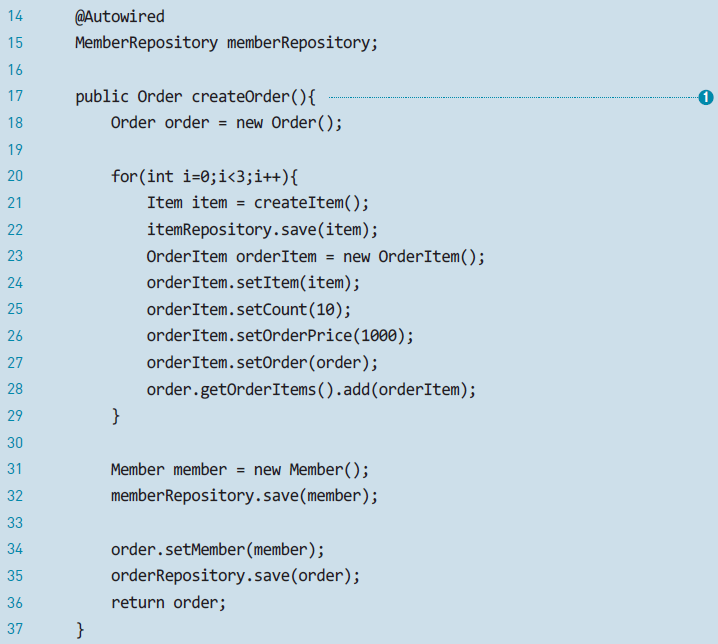 14 @Autowired
15 MemberRepository memberRepository;
16
17 public Order createOrder(){ 1
18 Order order = new Order();
19
20 for(int i=0;i<3;i++){
21 Item item = createItem();
22 itemRepository.save(item);
23 OrderItem orderItem = new OrderItem();
24 orderItem.setItem(item);
25 orderItem.setCount(10);
26 orderItem.setOrderPrice(1000);
27 orderItem.setOrder(order);
28 order.getOrderItems().add(orderItem);
29 }
30
31 Member member = new Member();
32 memberRepository.save(member);
33
34 order.setMember(member);
35 orderRepository.save(order);
36 return order;
37 }